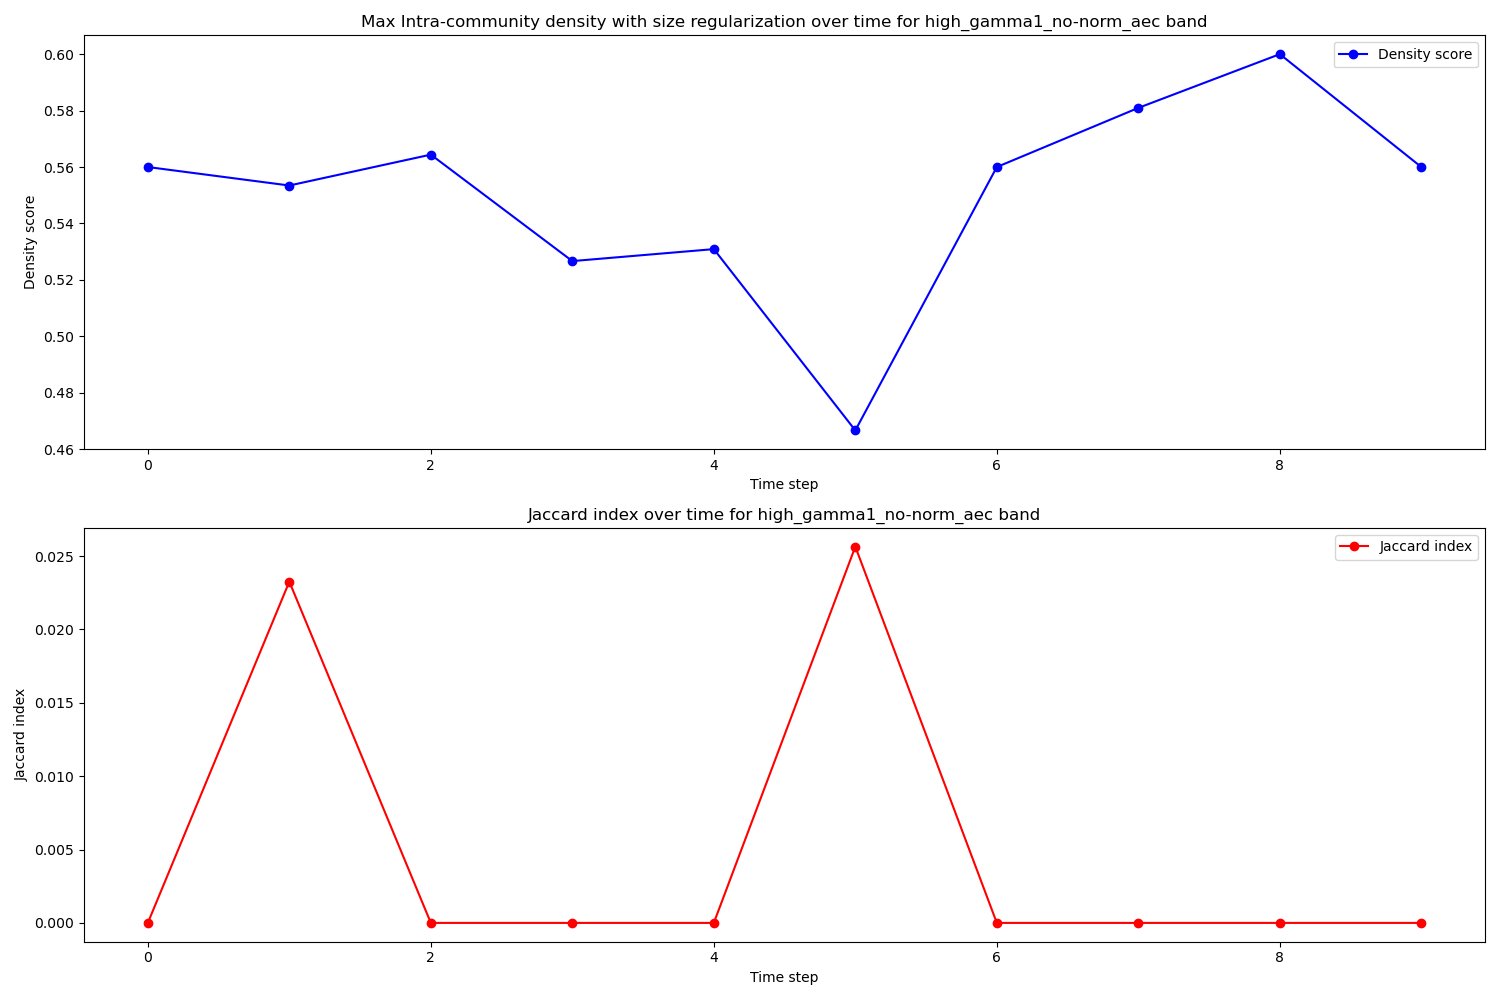 Max Intra-community density with size regularization over time for high_gamma1_no-norm_aec band
Density score
0.60
0.58
0.56
0.54
0.52
0.50
0.48
0.46
Density score
0 2 4 6 8
Time step
Jaccard index over time for high_gamma1_no-norm_aec band
Jaccard index
0.025
0.020
0.015
0.010
0.005
0.000
Jaccard index
0 2 4 6 8
Time step